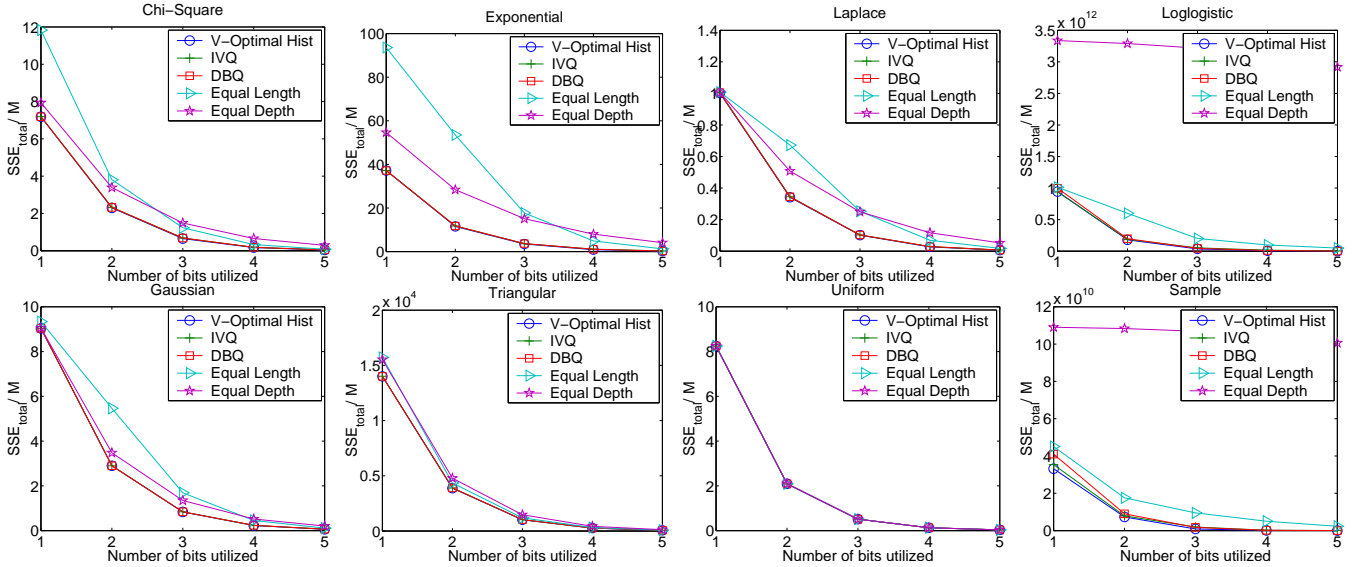 Chi-Square
SSE_total/ M
12
10
8
6
4
2
0
V-Optimal Hist
IVQ
DBQ
Equal Length
Equal Depth
1 2 3 4 5
Number of bits utilized
Exponential
SSE_total/ M
100
80
60
40
20
0
V-Optimal Hist
IVQ
DBQ
Equal Length
Equal Depth
1 2 3 4 5
Number of bits utilized
Laplace
SSE_total/ M
1.4
1.2
1
0.8
0.6
0.4
0.2
0
V-Optimal Hist
IVQ
DBQ
Equal Length
Equal Depth
1 2 3 4 5
Number of bits utilized
Loglogistic
x 10^12
SSE_total/ M
3.5
3
2.5
2
1.5
1
0.5
0
V-Optimal Hist
IVQ
DBQ
Equal Length
Equal Depth
1 2 3 4 5
Number of bits utilized
Gaussian
SSE_total/ M
10
8
6
4
2
0
V-Optimal Hist
IVQ
DBQ
Equal Length
Equal Depth
1 2 3 4 5
Number of bits utilized
Triangular
x 10^4
SSE_total/ M
2
1.5
1
0.5
0
V-Optimal Hist
IVQ
DBQ
Equal Length
Equal Depth
1 2 3 4 5
Number of bits utilized
Uniform
SSE_total/ M
10
8
6
4
2
0
V-Optimal Hist
IVQ
DBQ
Equal Length
Equal Depth
1 2 3 4 5
Number of bits utilized
Sample
x 10^10
SSE_total/ M
12
10
8
6
4
2
0
V-Optimal Hist
IVQ
DBQ
Equal Length
Equal Depth
1 2 3 4 5
Number of bits utilized